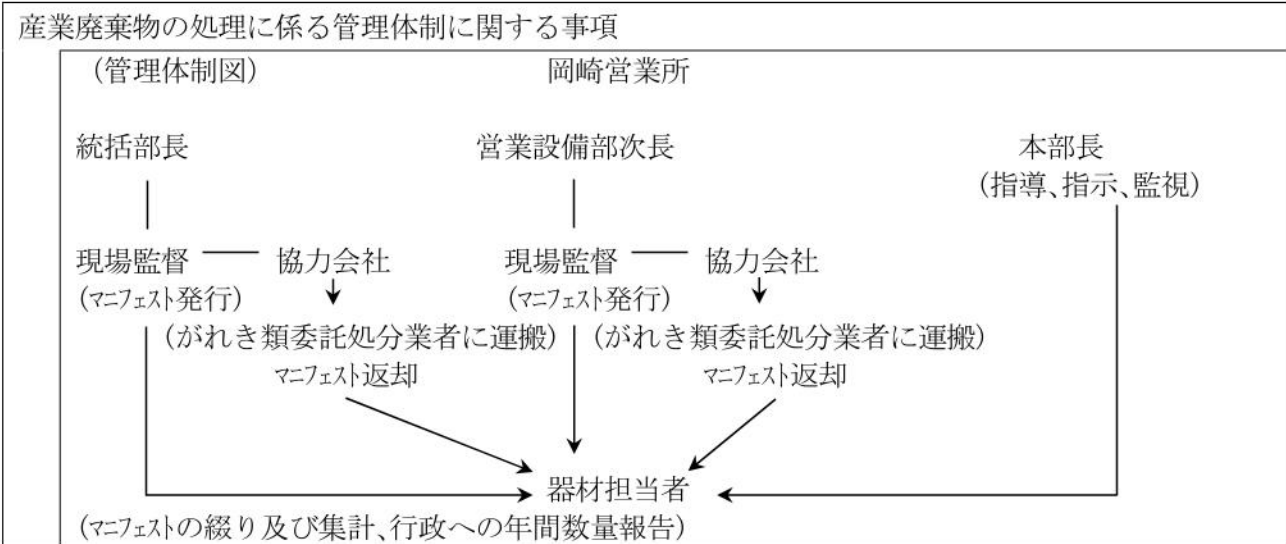 産業廃棄物の処理に係る管理体制に関する事項
（管理体制図） 岡崎営業所
統括部長 営業設備部次長 本部長
（指導、指示、監視）
現場監督 協力会社 現場監督 協力会社
（ﾏﾆﾌｪｽﾄ発行） （ﾏﾆﾌｪｽﾄ発行）
（がれき類委託処分業者に運搬） （がれき類委託処分業者に運搬）
ﾏﾆﾌｪｽﾄ返却 ﾏﾆﾌｪｽﾄ返却
器材担当者
（ﾏﾆﾌｪｽﾄの綴り及び集計、行政への年間数量報告）